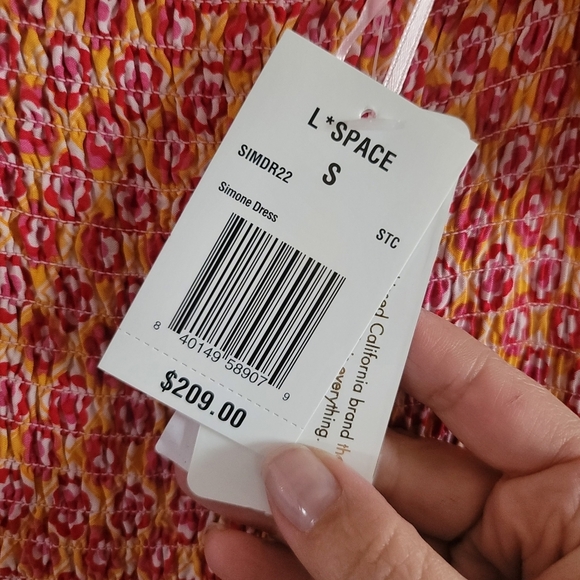 L*SPACE
SIMDR22 S
Simone Dress STC
8 40149 58907 9
$209.00
California brand
everything.